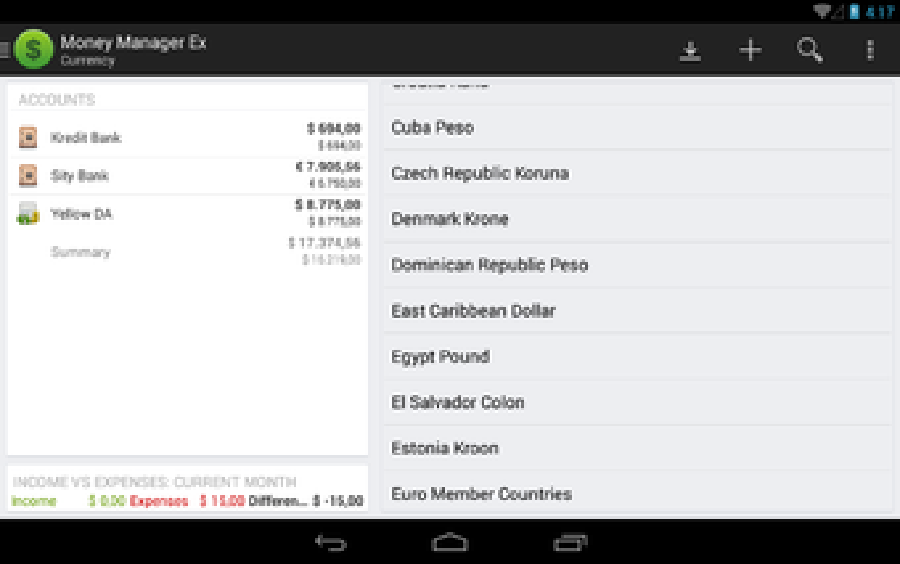 4:17
Money Manager Ex
Currency
ACCOUNTS
Kredit Bank
$ 694,00
$ 694,00
Sity Bank
€ 7.905,56
€ 6.750,00
Yellow DA
$ 8.775,00
$ 8.775,00
Summary
$ 17.374,56
$ 16.219,00
INCOME VS EXPENSES: CURRENT MONTH
Income $ 0,00 Expenses $ 15,00 Differen... $ -15,00
Cuba Peso
Czech Republic Koruna
Denmark Krone
Dominican Republic Peso
East Caribbean Dollar
Egypt Pound
El Salvador Colon
Estonia Kroon
Euro Member Countries